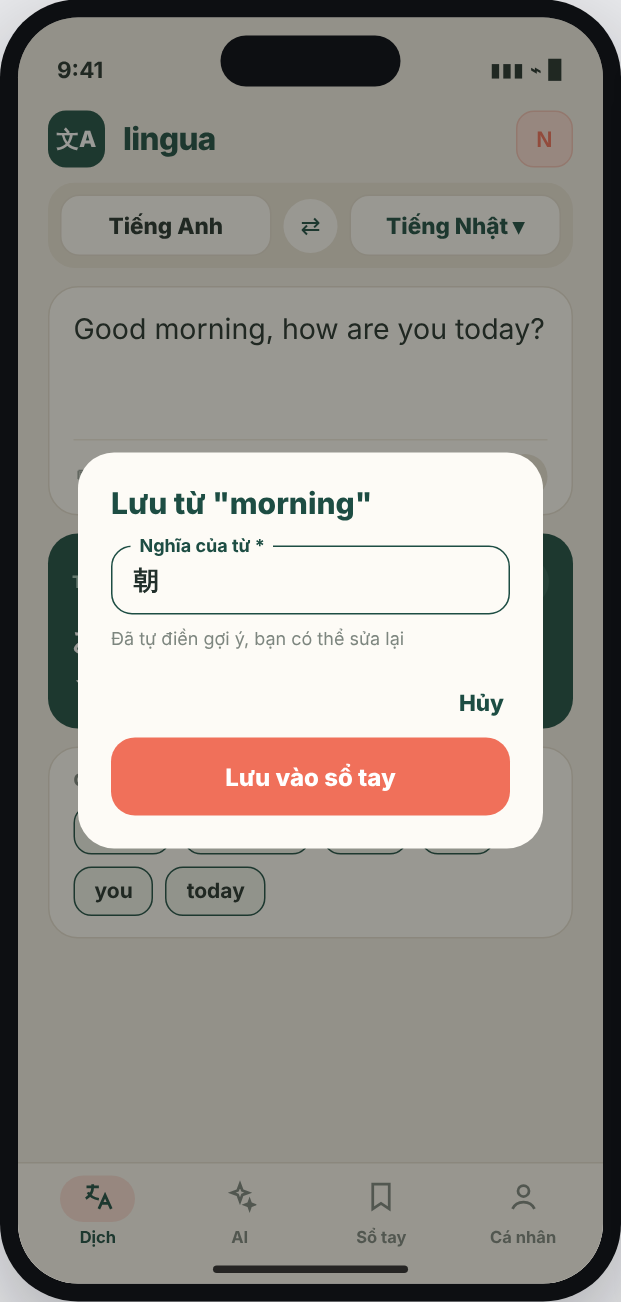 9:41
文A lingua N
Tiếng Anh ⇄ Tiếng Nhật ▾
Good morning, how are you today?
Lưu từ "morning"
Nghĩa của từ *
朝
Đã tự điền gợi ý, bạn có thể sửa lại
Hủy
Lưu vào sổ tay
you today
Dịch AI Sổ tay Cá nhân